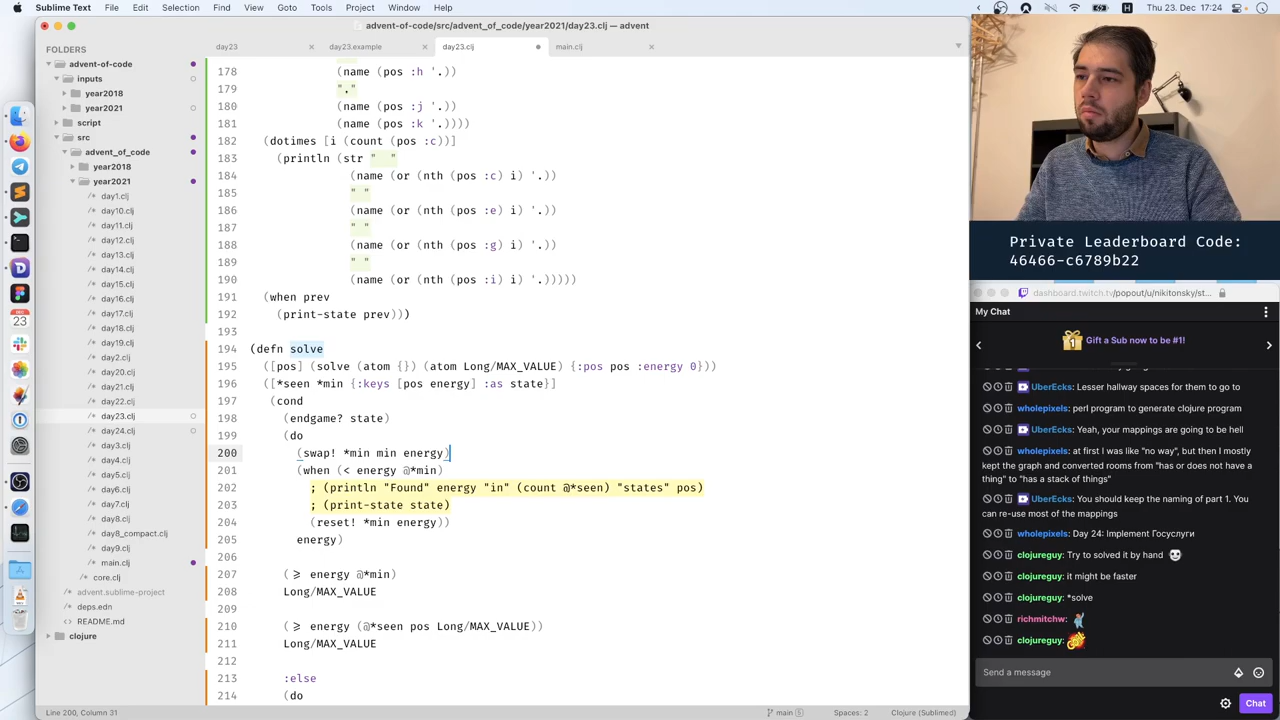 Sublime Text File Edit Selection Find View Goto Tools Project Window Help
Thu 23. Dec 17:24
advent-of-code/src/advent_of_code/year2021/day23.clj — advent
FOLDERS
advent-of-code
inputs
year2018
year2021
script
src
advent_of_code
year2018
year2021
/* day1.clj
/* day10.clj
/* day11.clj
/* day12.clj
/* day13.clj
/* day14.clj
/* day15.clj
/* day16.clj
/* day17.clj
/* day18.clj
/* day19.clj
/* day2.clj
/* day20.clj
/* day21.clj
/* day22.clj
/* day23.clj
/* day24.clj
/* day3.clj
/* day4.clj
/* day5.clj
/* day6.clj
/* day7.clj
/* day8.clj
/* day8_compact.clj
/* day9.clj
/* main.clj
/* core.clj
advent.sublime-project
deps.edn
README.md
clojure
day23
day23.example
day23.clj
main.clj
178 (name (pos :h '.))
179 "."
180 (name (pos :j '.))
181 (name (pos :k '.))))
182 (dotimes [i (count (pos :c))]
183 (println (str "  "
184 (name (or (nth (pos :c) i) '.))
185 " "
186 (name (or (nth (pos :e) i) '.))
187 " "
188 (name (or (nth (pos :g) i) '.))
189 " "
190 (name (or (nth (pos :i) i) '.)))))
191 (when prev
192 (print-state prev)))
193
194 (defn solve
195 ([pos] (solve (atom {}) (atom Long/MAX_VALUE) {:pos pos :energy 0}))
196 ([*seen *min {:keys [pos energy] :as state}]
197 (cond
198 (endgame? state)
199 (do
200 (swap! *min min energy)
201 (when (< energy @*min)
202 ; (println "Found" energy "in" (count @*seen) "states" pos)
203 ; (print-state state)
204 (reset! *min energy))
205 energy)
206
207 (>= energy @*min)
208 Long/MAX_VALUE
209
210 (>= energy (@*seen pos Long/MAX_VALUE))
211 Long/MAX_VALUE
212
213 :else
214 (do
Line 200, Column 31
main 5
Spaces: 2
Clojure (Sublimed)
Private Leaderboard Code:
46466-c6789b22
dashboard.twitch.tv/popout/u/nikitonsky/st...
My Chat
Gift a Sub now to be #1!
UberEcks: Lesser hallway spaces for them to go to
wholepixels: perl program to generate clojure program
UberEcks: Yeah, your mappings are going to be hell
wholepixels: at first I was like "no way", but then I mostly
kept the graph and converted rooms from "has or does not have a
thing" to "has a stack of things"
UberEcks: You should keep the naming of part 1. You
can re-use most of the mappings
wholepixels: Day 24: Implement Госуслуги
clojureguy: Try to solved it by hand
clojureguy: it might be faster
clojureguy: *solve
richmitchw:
clojureguy:
Send a message
Chat